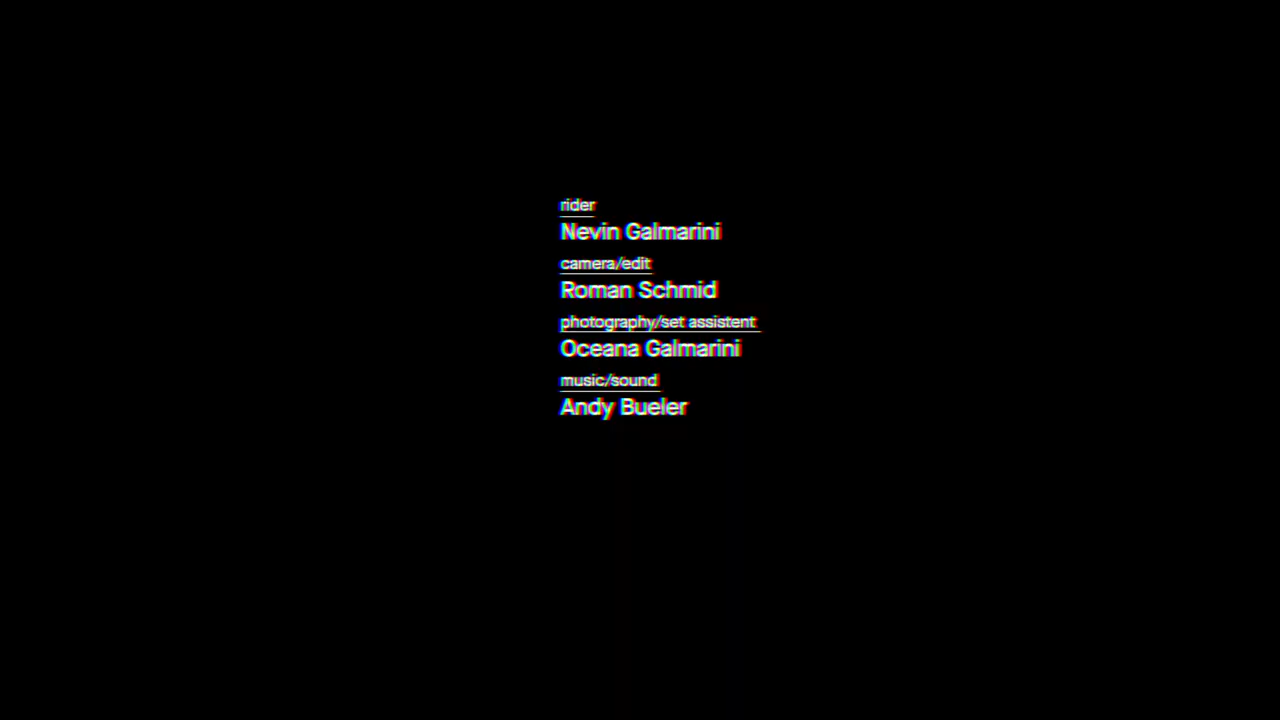 rider
Nevin Galmarini
camera/edit
Roman Schmid
photography/set assistent
Oceana Galmarini
music/sound
Andy Bueler